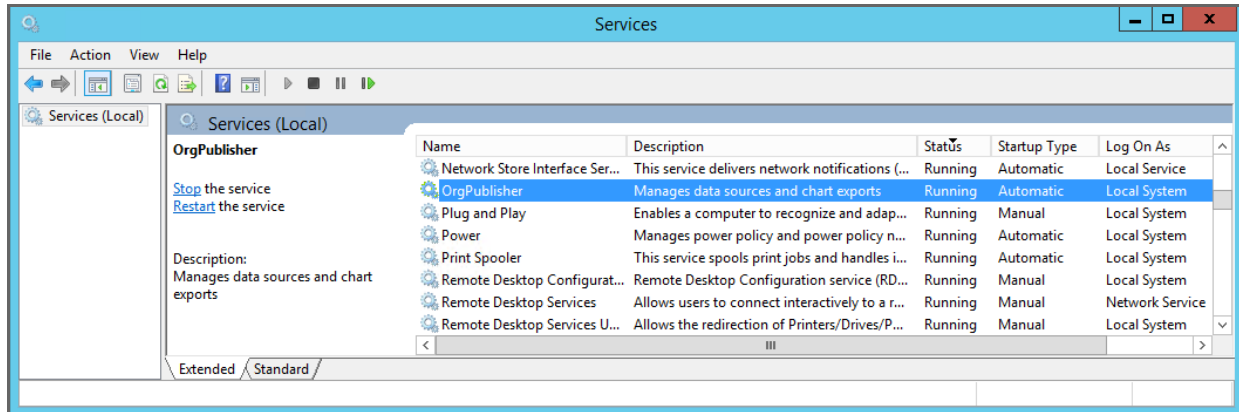 Services
File Action View Help
Services (Local)
Services (Local)
OrgPublisher
Stop the service
Restart the service
Description:
Manages data sources and chart
exports
Name Description Status Startup Type Log On As
Network Store Interface Ser... This service delivers network notifications (... Running Automatic Local Service
OrgPublisher Manages data sources and chart exports Running Automatic Local System
Plug and Play Enables a computer to recognize and adap... Running Manual Local System
Power Manages power policy and power policy n... Running Automatic Local System
Print Spooler This service spools print jobs and handles i... Running Automatic Local System
Remote Desktop Configurat... Remote Desktop Configuration service (RD... Running Manual Local System
Remote Desktop Services Allows users to connect interactively to a r... Running Manual Network Service
Remote Desktop Services U... Allows the redirection of Printers/Drives/P... Running Manual Local System
Extended Standard